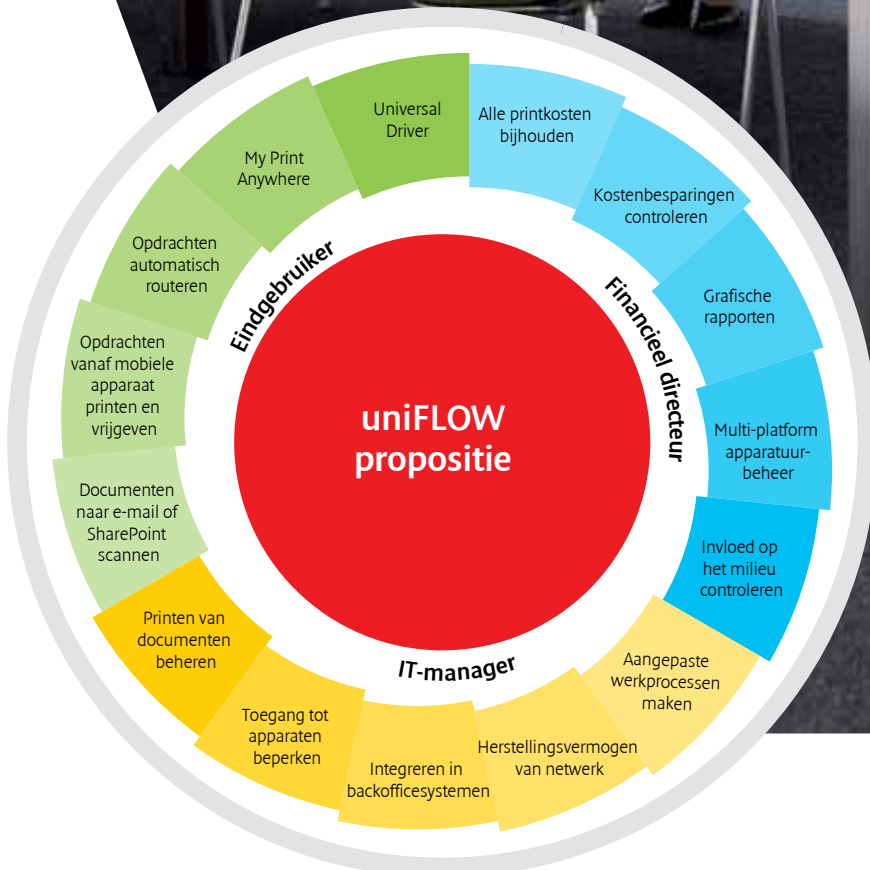 Universal
Driver
Alle printkosten
bijhouden
My Print
Anywhere
Kostenbesparingen
controleren
Opdrachten
automatisch
routeren
Eindgebruiker
Financieel directeur
Grafische
rapporten
Opdrachten
vanaf mobiele
apparaat
printen en
vrijgeven
uniFLOW
propositie
Multi-platform
apparatuur-
beheer
Documenten
naar e-mail of
SharePoint
scannen
Invloed op
het milieu
controleren
Printen van
documenten
beheren
IT-manager
Aangepaste
werkprocessen
maken
Toegang tot
apparaten
beperken
Integreren in
backofficesystemen
Herstellingsvermogen
van netwerk